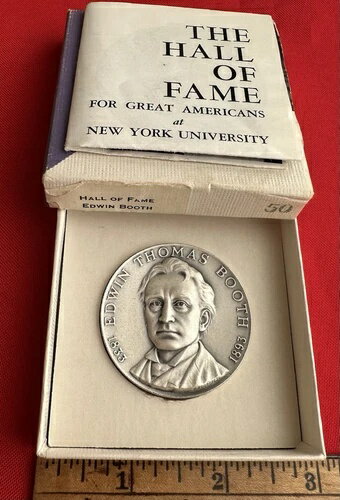 THE
HALL
OF
FAME
FOR GREAT AMERICANS
at
NEW YORK UNIVERSITY
HALL OF FAME
EDWIN BOOTH
50
EDWIN THOMAS BOOTH
1833
1893
1
2
3